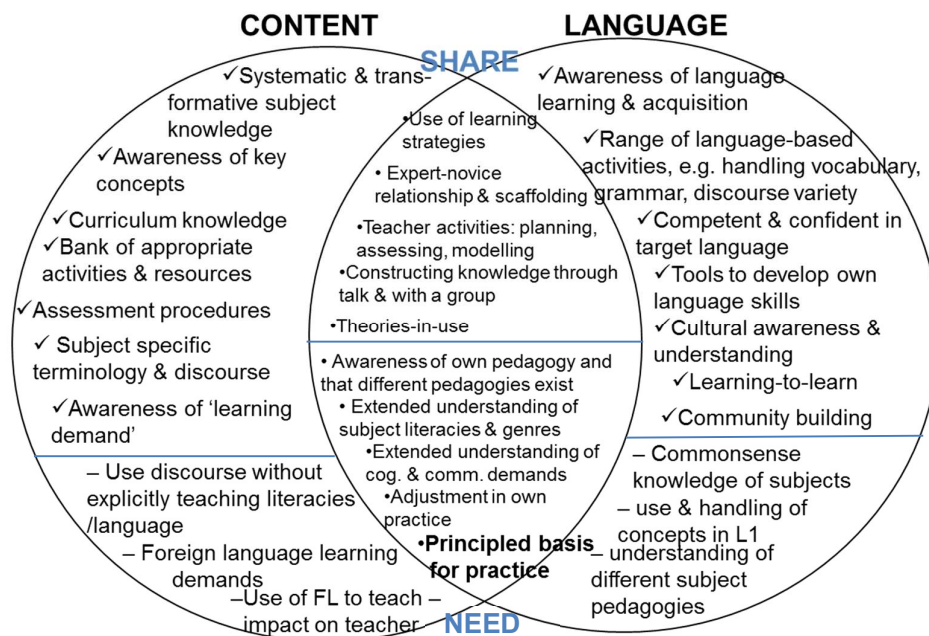 CONTENT
LANGUAGE
SHARE
✓Systematic & trans-
formative subject
knowledge
✓Awareness of key
concepts
✓Curriculum knowledge
✓Bank of appropriate
activities & resources
✓Assessment procedures
✓ Subject specific
terminology & discourse
✓Awareness of ‘learning
demand’
– Use discourse without
explicitly teaching literacies
/language
– Foreign language learning
demands
–Use of FL to teach –
impact on teacher
•Use of learning
strategies
• Expert-novice
relationship & scaffolding
•Teacher activities: planning,
assessing, modelling
•Constructing knowledge through
talk & with a group
•Theories-in-use
• Awareness of own pedagogy and
that different pedagogies exist
• Extended understanding of
subject literacies & genres
•Extended understanding of
cog. & comm. demands
•Adjustment in own
practice
•Principled basis
for practice
NEED
✓Awareness of language
learning & acquisition
✓Range of language-based
activities, e.g. handling vocabulary,
grammar, discourse variety
✓Competent & confident in
target language
✓Tools to develop own
language skills
✓Cultural awareness &
understanding
✓Learning-to-learn
✓Community building
– Commonsense
knowledge of subjects
– use & handling of
concepts in L1
– understanding of
different subject
pedagogies